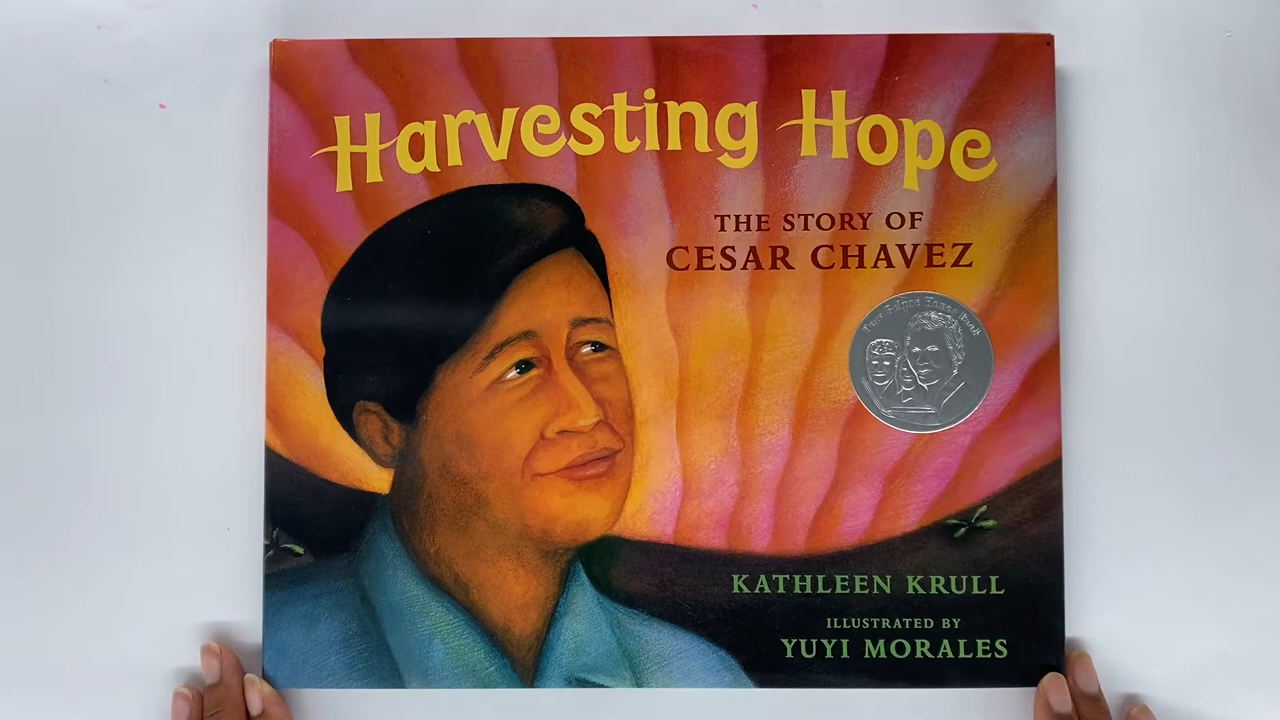 Harvesting Hope
THE STORY OF
CESAR CHAVEZ
KATHLEEN KRULL
ILLUSTRATED BY
YUYI MORALES